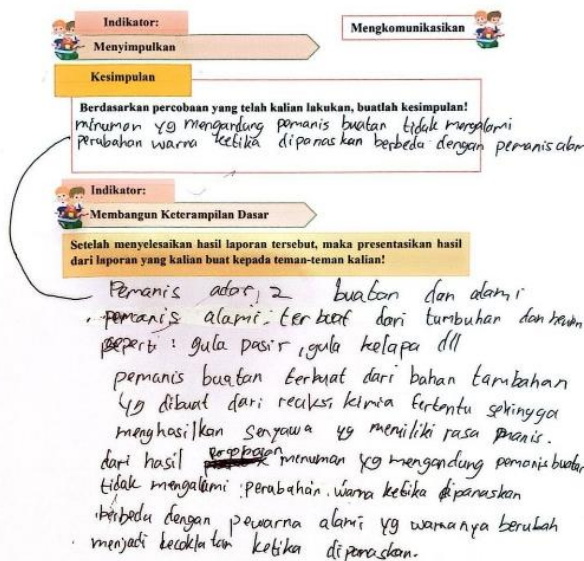 Indikator:
Menyimpulkan
Mengkomunikasikan
Kesimpulan
Berdasarkan percobaan yang telah kalian lakukan, buatlah kesimpulan!
minuman yg mengandung pemanis buatan tidak mengalami
perubahan warna ketika dipanaskan berbeda dengan pemanis alam
Indikator:
Membangun Keterampilan Dasar
Setelah menyelesaikan hasil laporan tersebut, maka presentasikan hasil
dari laporan yang kalian buat kepada teman-teman kalian!
Pemanis ada 2 buatan dan alami
pemanis alami terbuat dari tumbuhan dan hewan
seperti : gula pasir, gula kelapa dll
pemanis buatan terbuat dari bahan tambahan
yg dibuat dari reaksi kimia tertentu sehingga
menghasilkan senyawa yg memiliki rasa manis.
dari hasil minuman yg mengandung pemanis buatan
tidak mengalami perubahan warna ketika dipanaskan
berbeda dengan pewarna alami yg warnanya berubah
menjadi kecoklatan ketika dipanaskan.